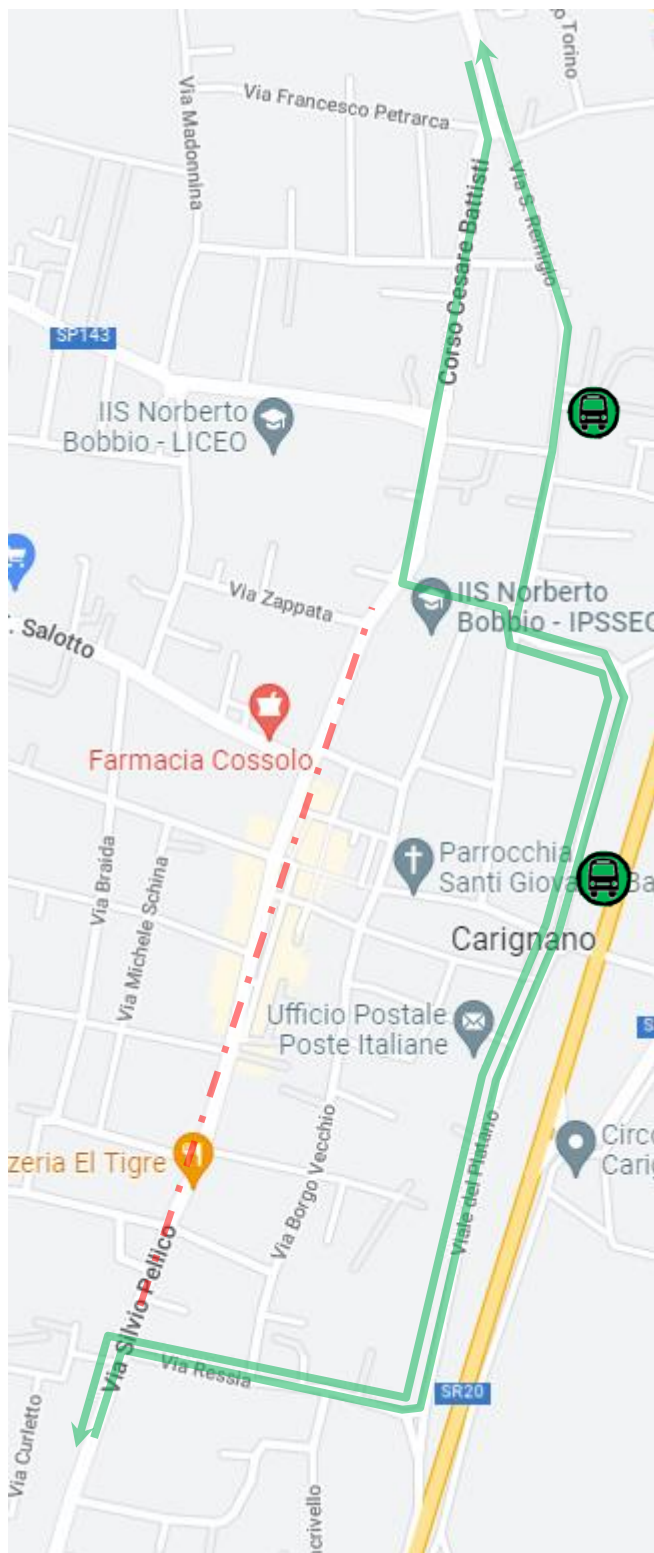 o Torino
Via Francesco Petrarca
Via Madonnina
Via S. Remigio
Corso Cesare Battisti
SP143
IIS Norberto
Bobbio - LICEO
Via Zappata
IIS Norberto
Bobbio - IPSSEC
. Salotto
Farmacia Cossolo
Via Braida
Via Michele Schina
Parrocchia
Santi Giova Ba
Carignano
Ufficio Postale
Poste Italiane
S
Via Borgo Vecchio
Viale del Platano
zeria El Tigre
Circo
Carig
Via Silvio Pellico
Via Ressia
SR20
Via Curletto
acrivello